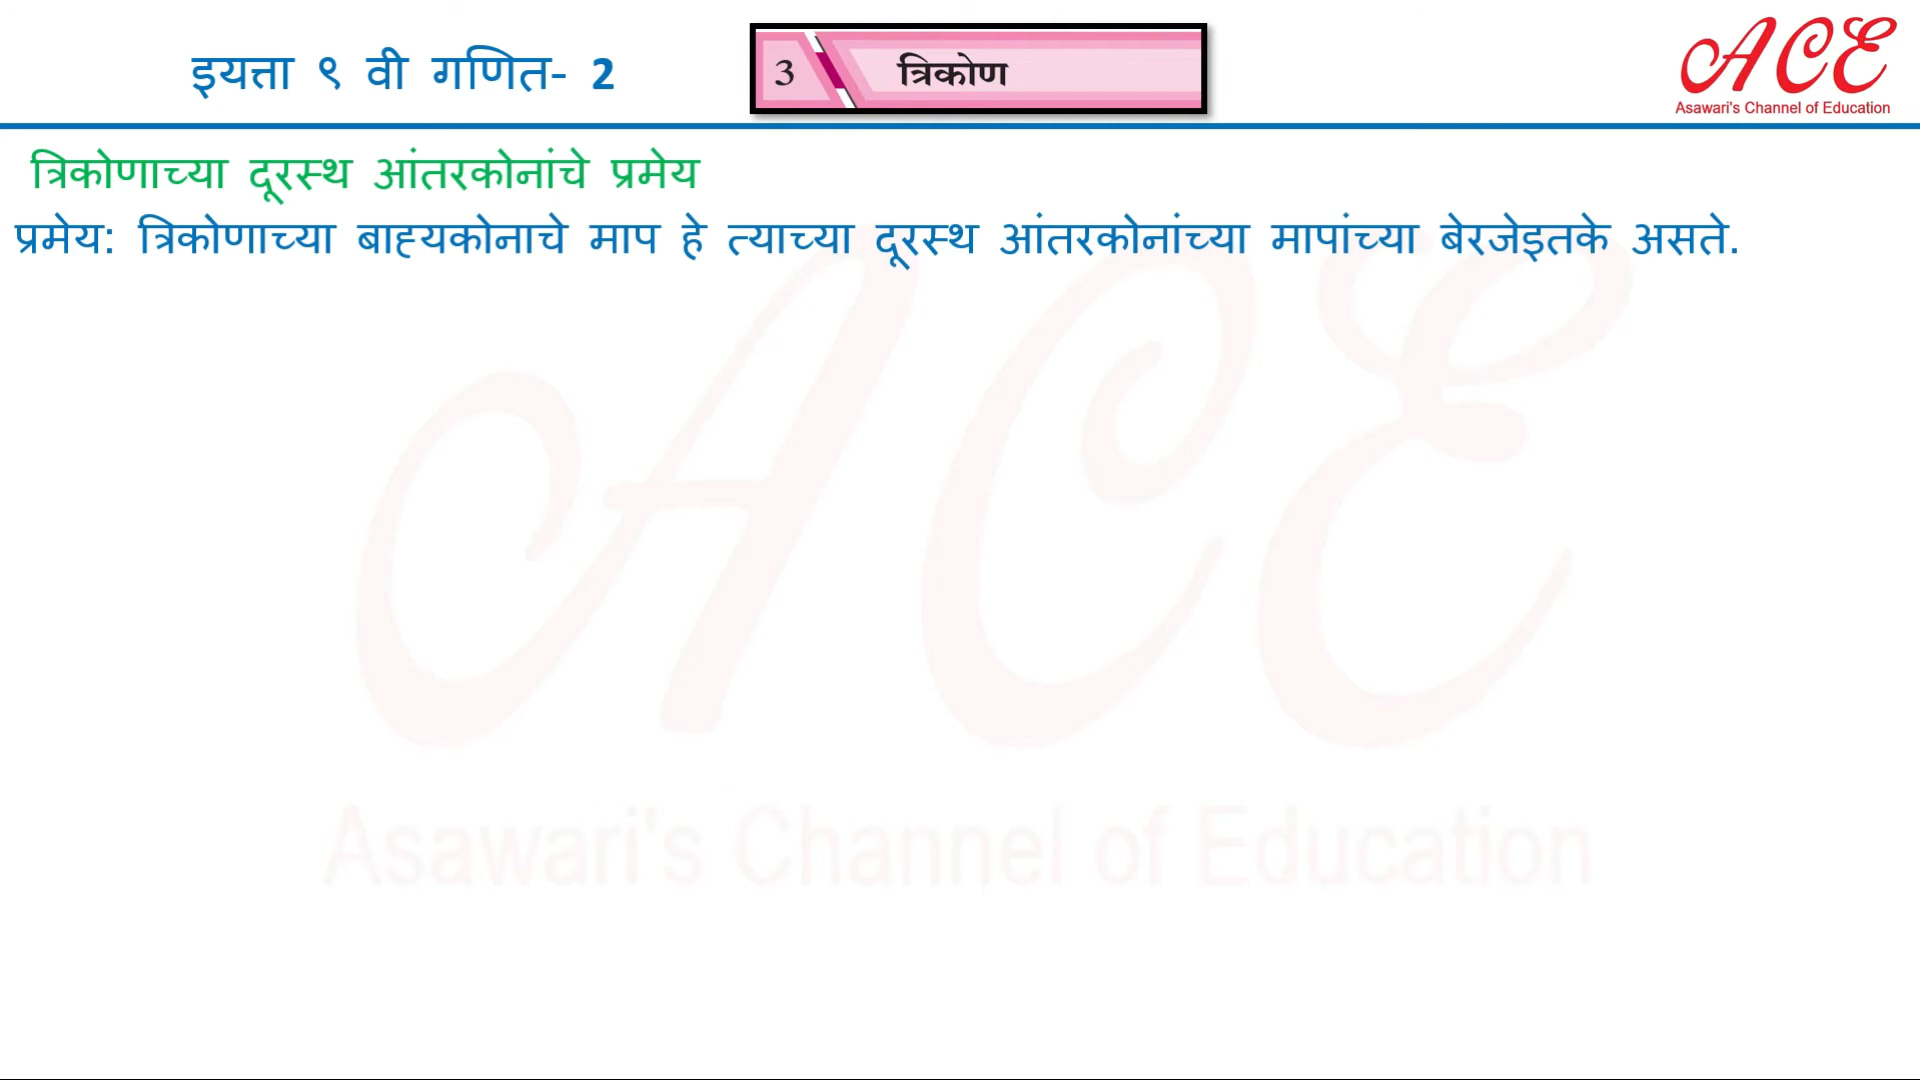 इयत्ता ९ वी गणित- 2
3 त्रिकोण
ACE
Asawari's Channel of Education
त्रिकोणाच्या दूरस्थ आंतरकोनांचे प्रमेय
प्रमेय: त्रिकोणाच्या बाह्यकोनाचे माप हे त्याच्या दूरस्थ आंतरकोनांच्या मापांच्या बेरजेइतके असते.
ACE
Asawari's Channel of Education